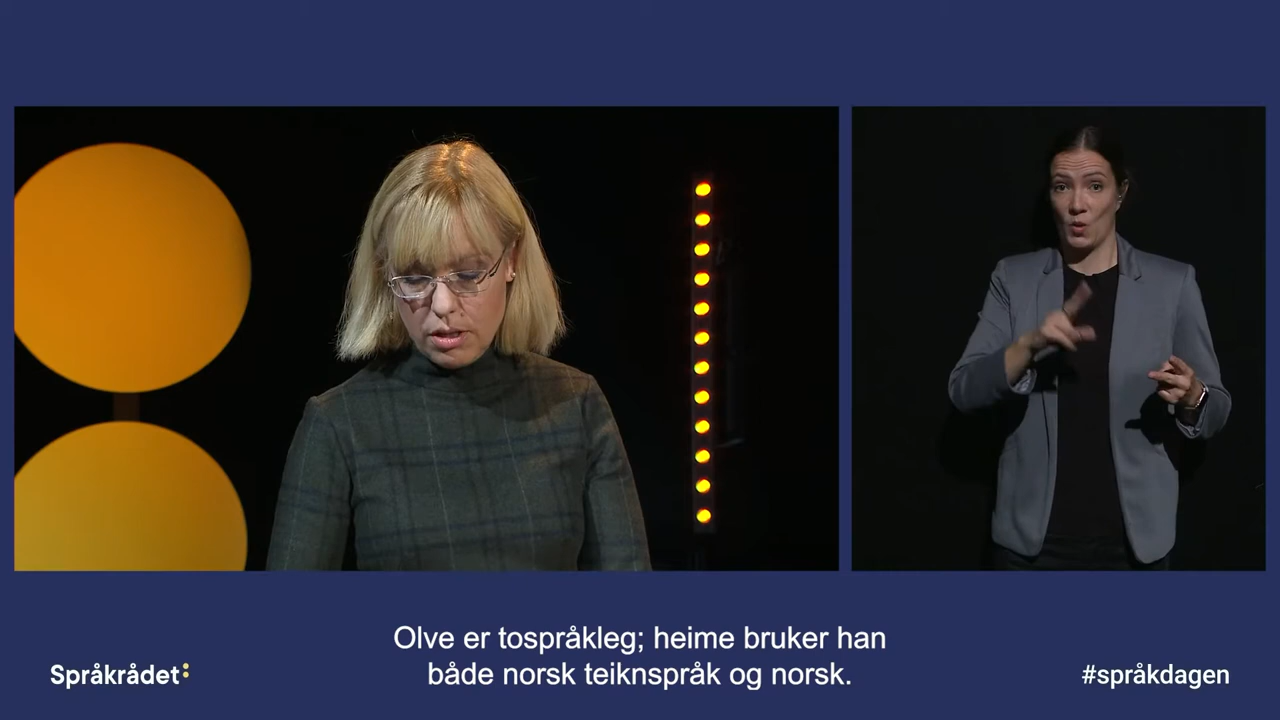 Olve er tospråkleg; heime bruker han
både norsk teiknspråk og norsk.
Språkrådet:
#språkdagen